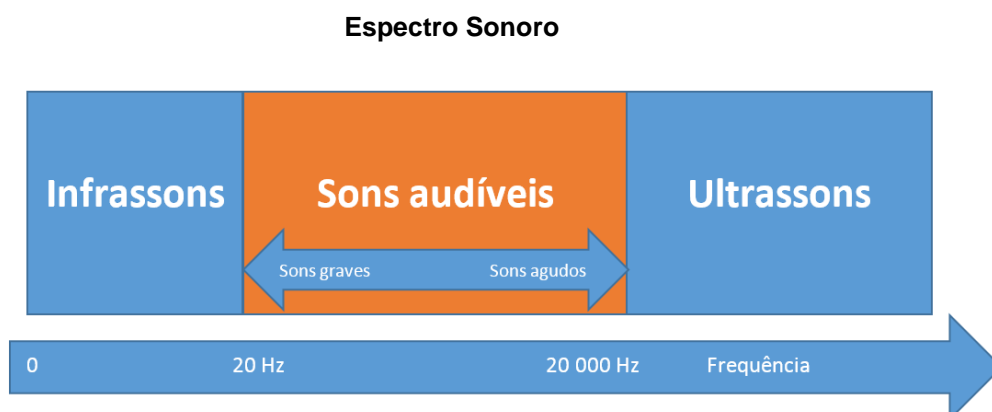 Espectro Sonoro
Infrassons Sons audíveis Ultrassons
Sons graves Sons agudos
0 20 Hz 20 000 Hz Frequência